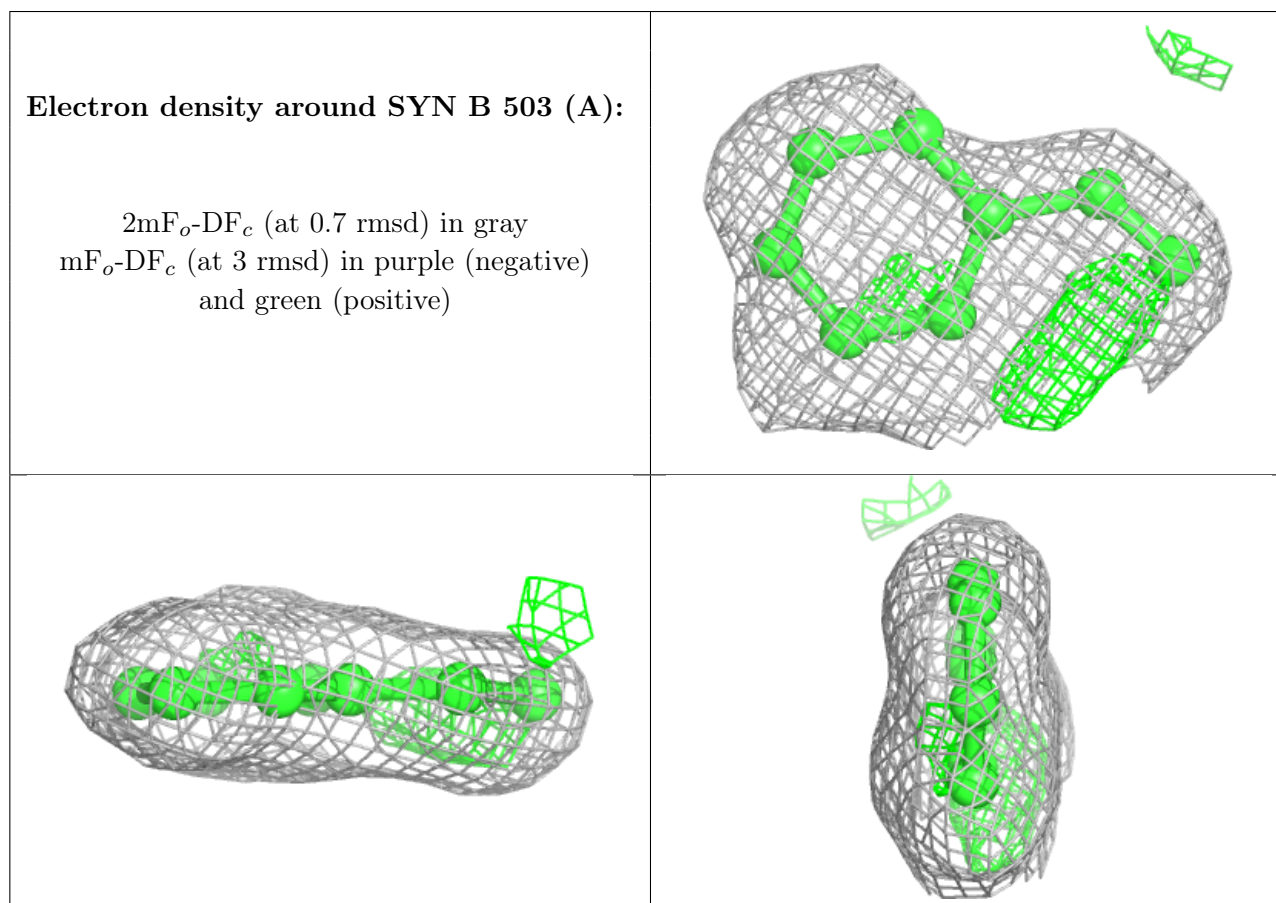 Electron density around SYN B 503 (A):
2mFo-DFc (at 0.7 rmsd) in gray
mFo-DFc (at 3 rmsd) in purple (negative)
and green (positive)